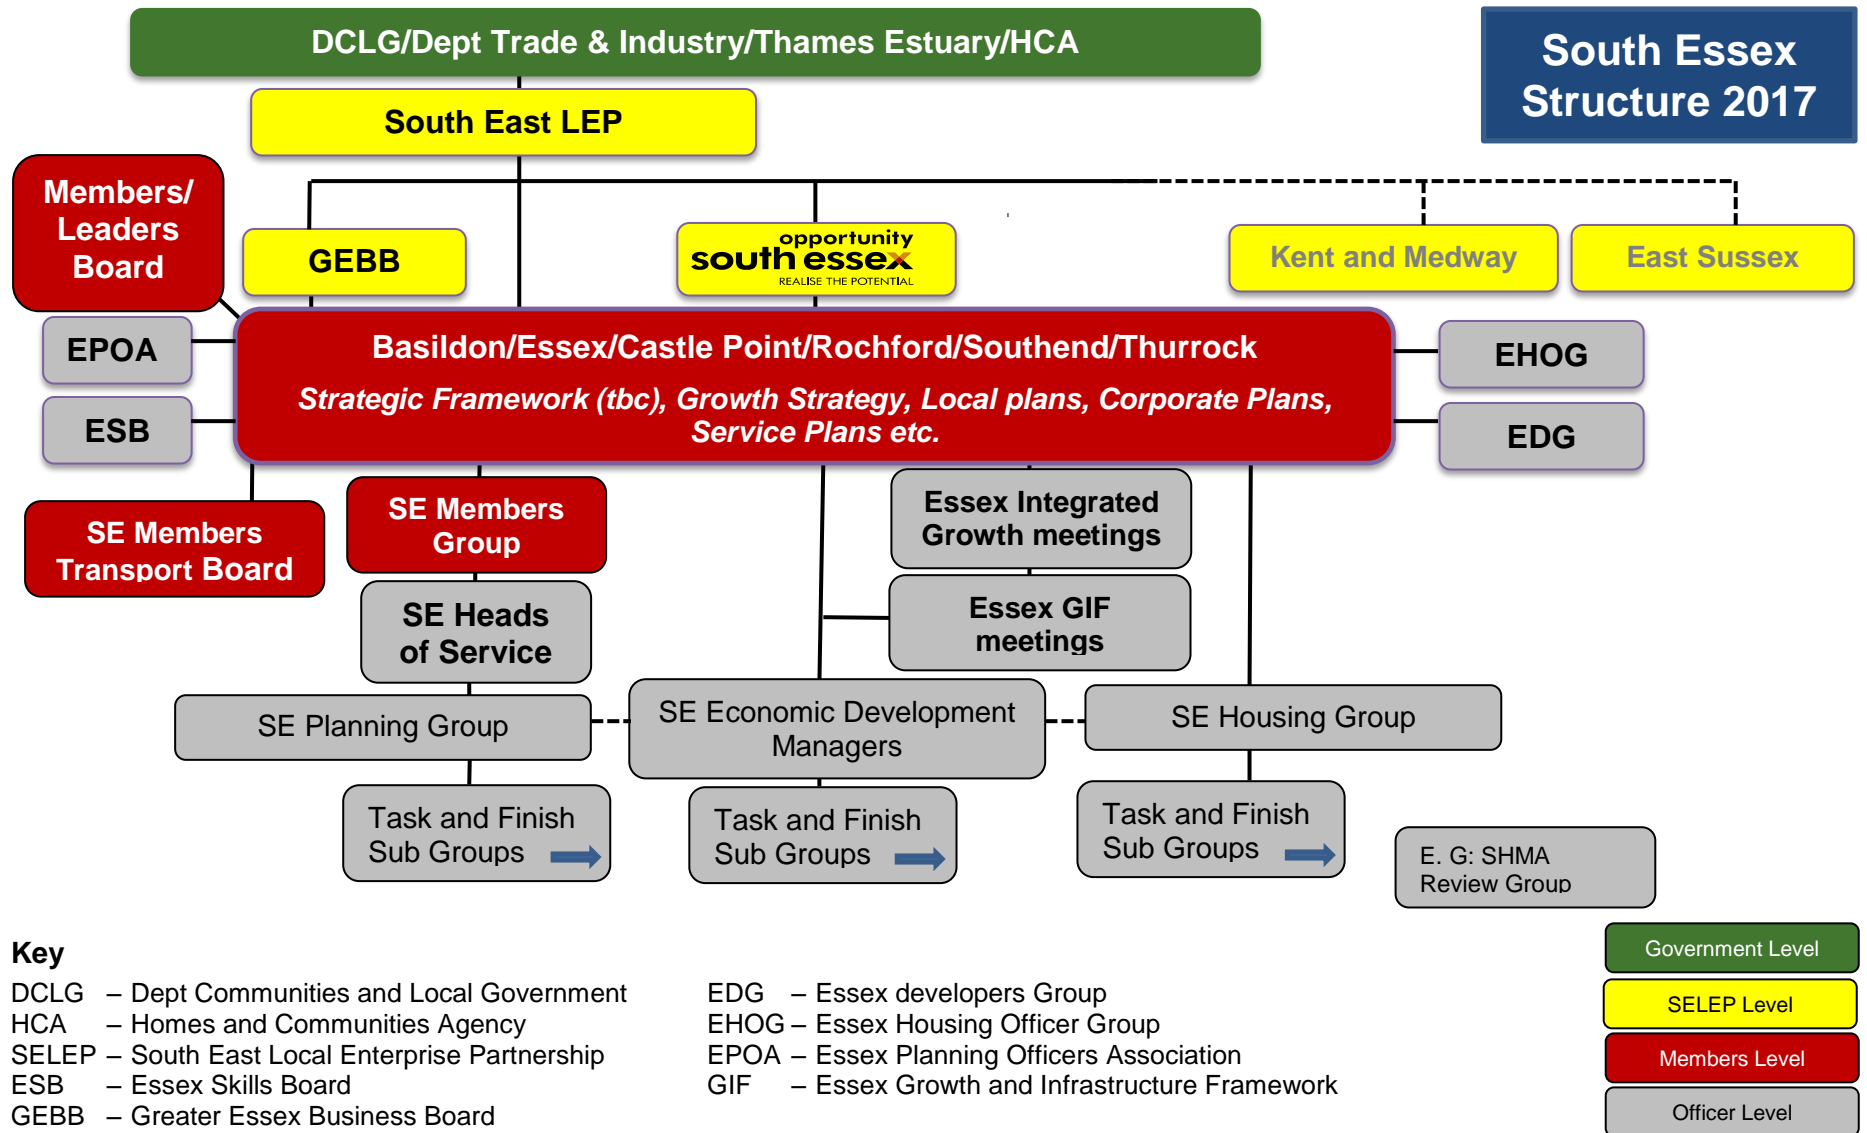 DCLG/Dept Trade & Industry/Thames Estuary/HCA
South Essex
Structure 2017
South East LEP
Members/
Leaders
Board
GEBB
opportunity
south essex
REALISE THE POTENTIAL
Kent and Medway
East Sussex
EPOA
ESB
Basildon/Essex/Castle Point/Rochford/Southend/Thurrock
Strategic Framework (tbc), Growth Strategy, Local plans, Corporate Plans,
Service Plans etc.
EHOG
EDG
SE Members
Transport Board
SE Members
Group
Essex Integrated
Growth meetings
SE Heads
of Service
Essex GIF
meetings
SE Planning Group
SE Economic Development
Managers
SE Housing Group
Task and Finish
Sub Groups
Task and Finish
Sub Groups
Task and Finish
Sub Groups
E. G: SHMA
Review Group
Key
DCLG – Dept Communities and Local Government
HCA – Homes and Communities Agency
SELEP – South East Local Enterprise Partnership
ESB – Essex Skills Board
GEBB – Greater Essex Business Board
EDG – Essex developers Group
EHOG – Essex Housing Officer Group
EPOA – Essex Planning Officers Association
GIF – Essex Growth and Infrastructure Framework
Government Level
SELEP Level
Members Level
Officer Level